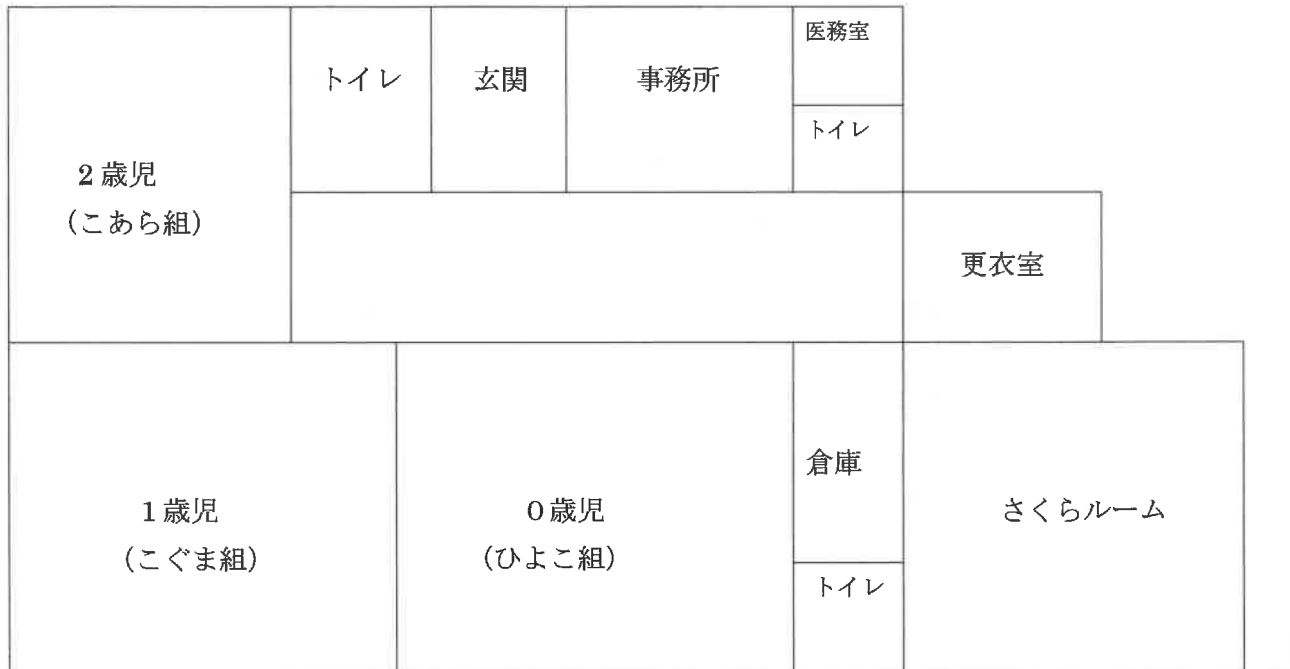 医務室
トイレ
玄関
事務所
トイレ
2歳児
(こあら組)
更衣室
倉庫
1歳児
(こぐま組)
0歳児
(ひよこ組)
さくらルーム
トイレ